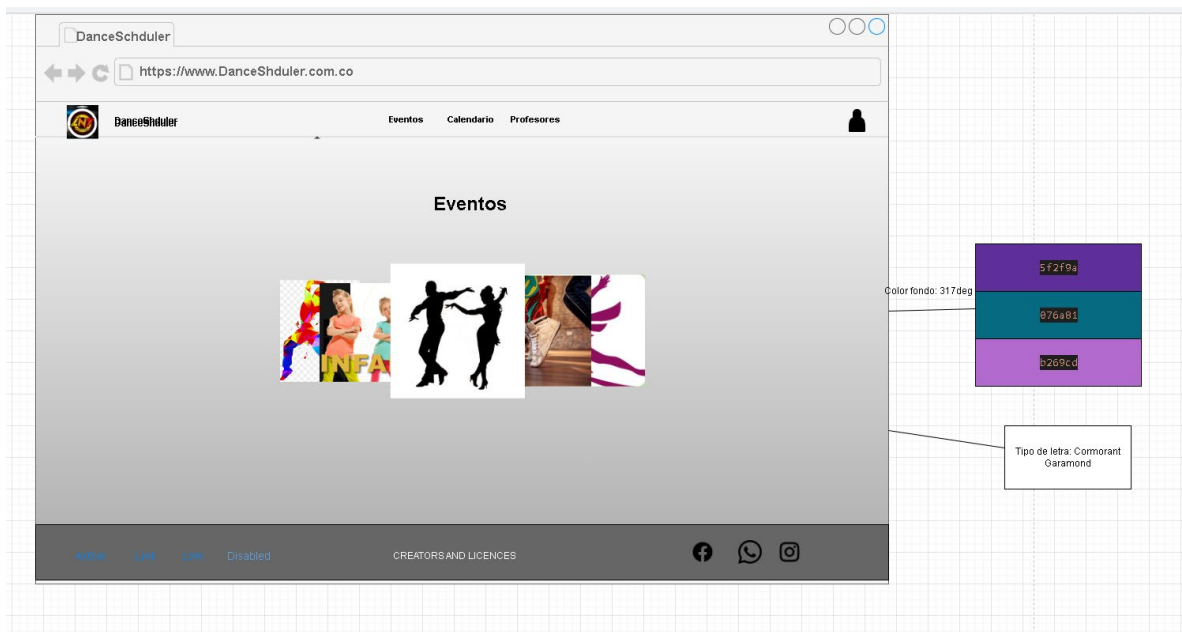 DanceSchduler
https://www.DanceShduler.com.co
DanceShduler
Eventos Calendario Profesores
Eventos
INFA
Color fondo: 317deg
5f2f9a
076a81
b269cd
Tipo de letra: Cormorant
Garamond
Disabled
CREATORS AND LICENCES